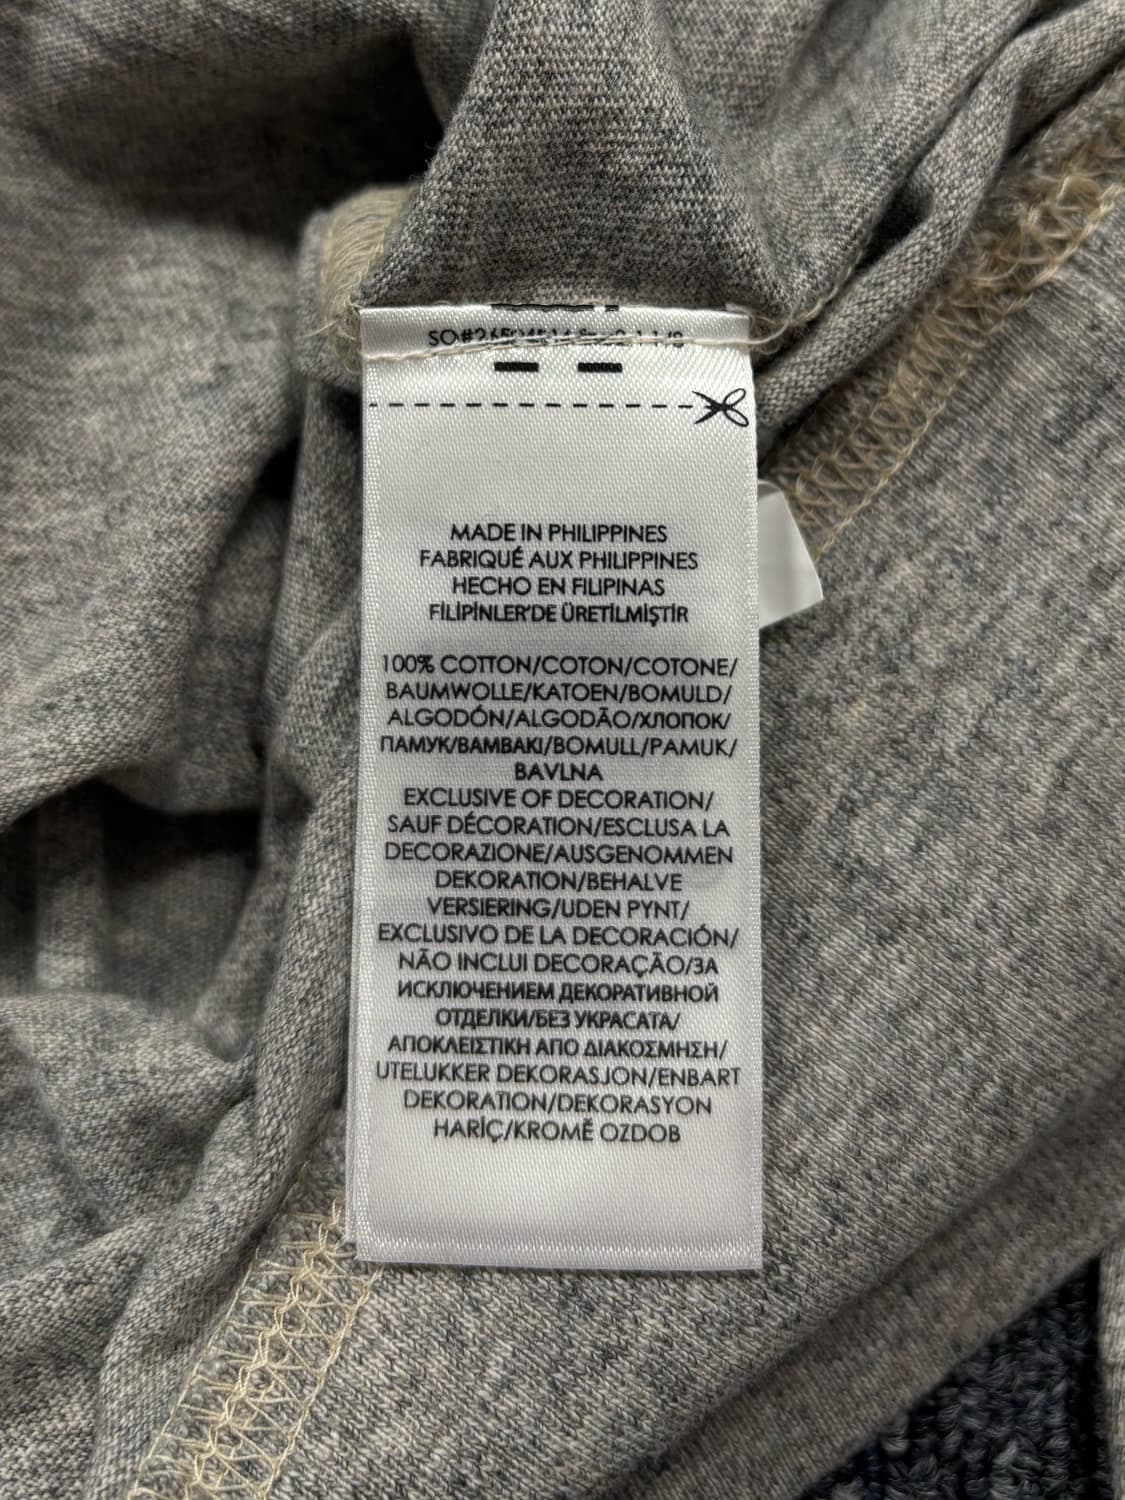 MADE IN PHILIPPINES
FABRIQUÉ AUX PHILIPPINES
HECHO EN FILIPINAS
FİLİPİNLER'DE ÜRETİLMİŞTİR
100% COTTON/COTON/COTONE/
BAUMWOLLE/KATOEN/BOMULD/
ALGODÓN/ALGODÃO/ХЛОПОК/
ПАМУК/ΒΑΜΒΑΚΙ/BOMULL/PAMUK/
BAVLNA
EXCLUSIVE OF DECORATION/
SAUF DÉCORATION/ESCLUSA LA
DECORAZIONE/AUSGENOMMEN
DEKORATION/BEHALVE
VERSIERING/UDEN PYNT/
EXCLUSIVO DE LA DECORACIÓN/
NÃO INCLUI DECORAÇÃO/ЗА
ИСКЛЮЧЕНИЕМ ДЕКОРАТИВНОЙ
ОТДЕЛКИ/БЕЗ УКРАСАТА/
ΑΠΟΚΛΕΙΣΤΙΚΗ ΑΠΟ ΔΙΑΚΟΣΜΗΣΗ/
UTELUKKER DEKORASJON/ENBART
DEKORATION/DEKORASYON
HARİÇ/KROMĚ OZDOB